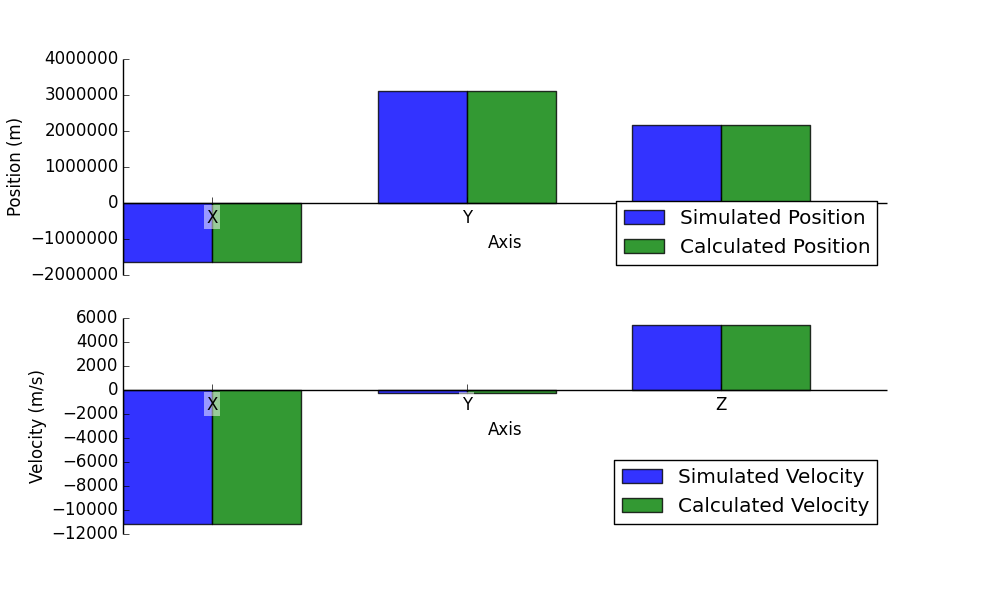 4000000
3000000
2000000
1000000
0
−1000000
−2000000
Position (m)
X
Y
Axis
Simulated Position
Calculated Position
6000
4000
2000
0
−2000
−4000
−6000
−8000
−10000
−12000
Velocity (m/s)
X
Y
Z
Axis
Simulated Velocity
Calculated Velocity